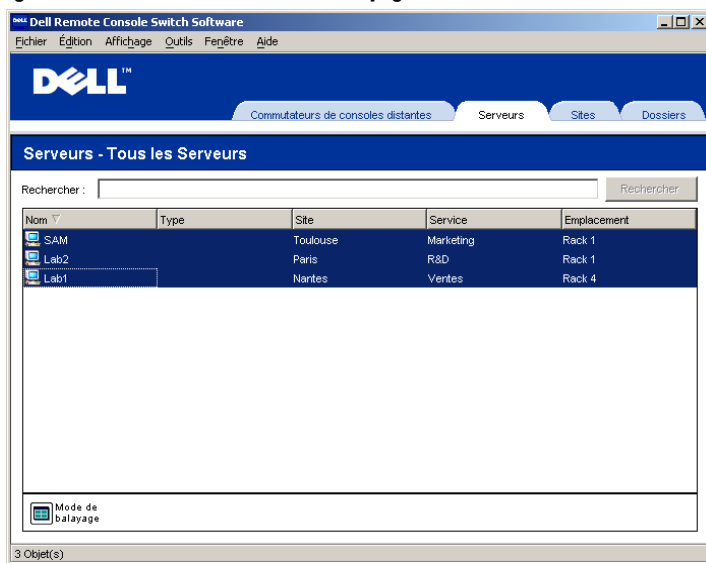 Dell Remote Console Switch Software
Fichier Édition Affichage Outils Fenêtre Aide
DELL™
Commutateurs de consoles distantes Serveurs Sites Dossiers
Serveurs - Tous les Serveurs
Rechercher : Rechercher
Nom Type Site Service Emplacement
SAM Toulouse Marketing Rack 1
Lab2 Paris R&D Rack 1
Lab1 Nantes Ventes Rack 4
Mode de
balayage
3 Objet(s)